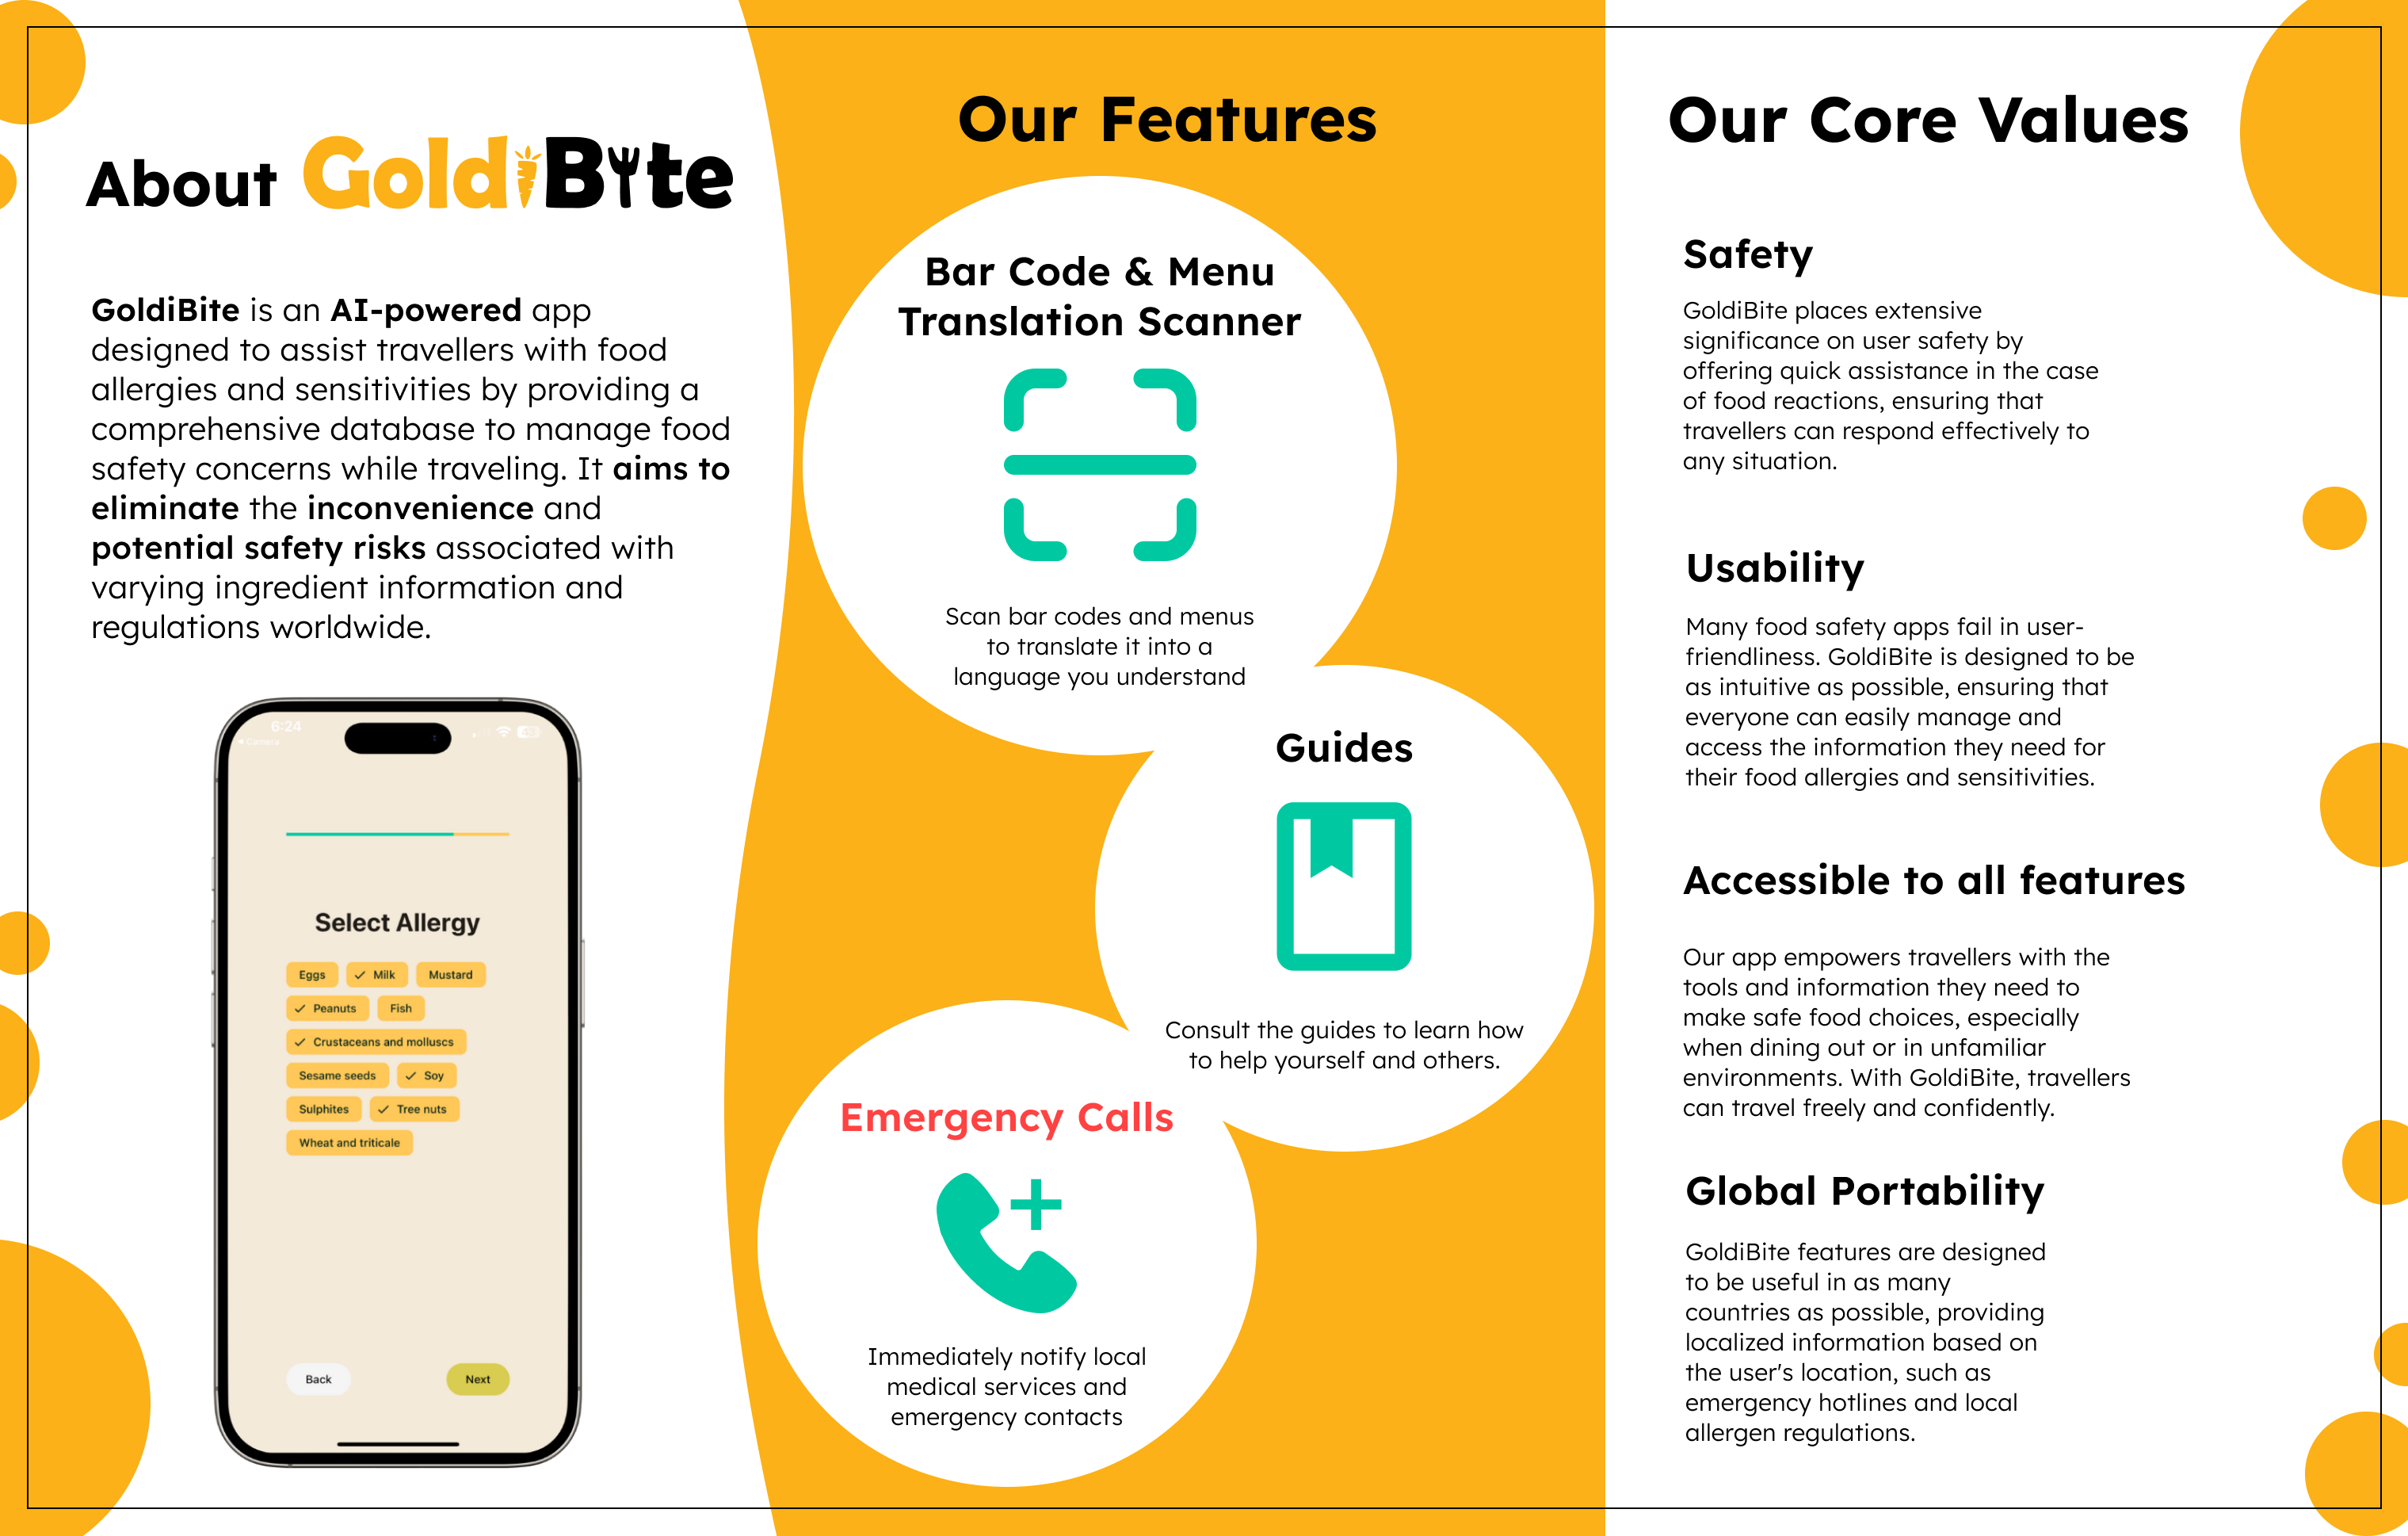 About GoldiBite
GoldiBite is an AI-powered app
designed to assist travellers with food
allergies and sensitivities by providing a
comprehensive database to manage food
safety concerns while traveling. It aims to
eliminate the inconvenience and
potential safety risks associated with
varying ingredient information and
regulations worldwide.
6:24
Camera
Select Allergy
Eggs Milk Mustard
Peanuts Fish
Crustaceans and molluscs
Sesame seeds Soy
Sulphites Tree nuts
Wheat and triticale
Back Next
Our Features
Bar Code & Menu
Translation Scanner
Scan bar codes and menus
to translate it into a
language you understand
Guides
Consult the guides to learn how
to help yourself and others.
Emergency Calls
Immediately notify local
medical services and
emergency contacts
Our Core Values
Safety
GoldiBite places extensive
significance on user safety by
offering quick assistance in the case
of food reactions, ensuring that
travellers can respond effectively to
any situation.
Usability
Many food safety apps fail in user-
friendliness. GoldiBite is designed to be
as intuitive as possible, ensuring that
everyone can easily manage and
access the information they need for
their food allergies and sensitivities.
Accessible to all features
Our app empowers travellers with the
tools and information they need to
make safe food choices, especially
when dining out or in unfamiliar
environments. With GoldiBite, travellers
can travel freely and confidently.
Global Portability
GoldiBite features are designed
to be useful in as many
countries as possible, providing
localized information based on
the user's location, such as
emergency hotlines and local
allergen regulations.